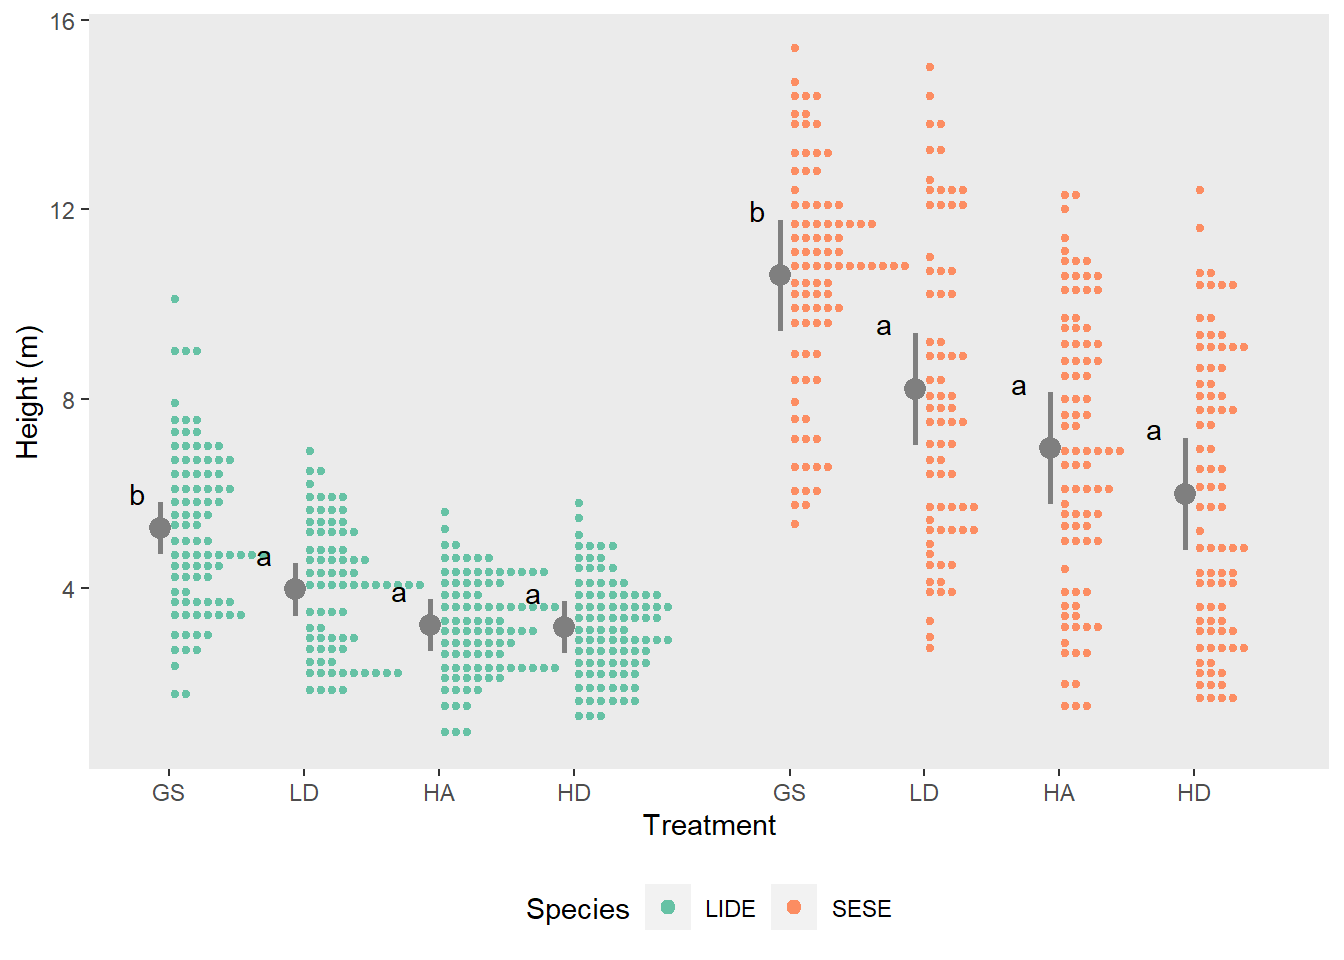 16
12
8
4
Height (m)
b
a
a
a
b
a
a
a
GS LD HA HD GS LD HA HD
Treatment
Species LIDE SESE